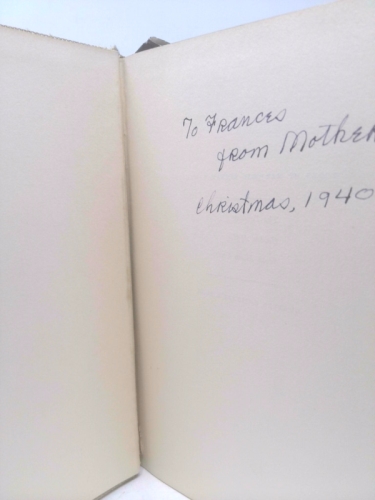 To Frances
from Mother
Christmas, 1940